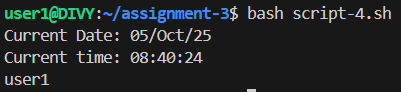 user1@DIVY:~/assignment-3$ bash script-4.sh
Current Date: 05/Oct/25
Current time: 08:40:24
user1